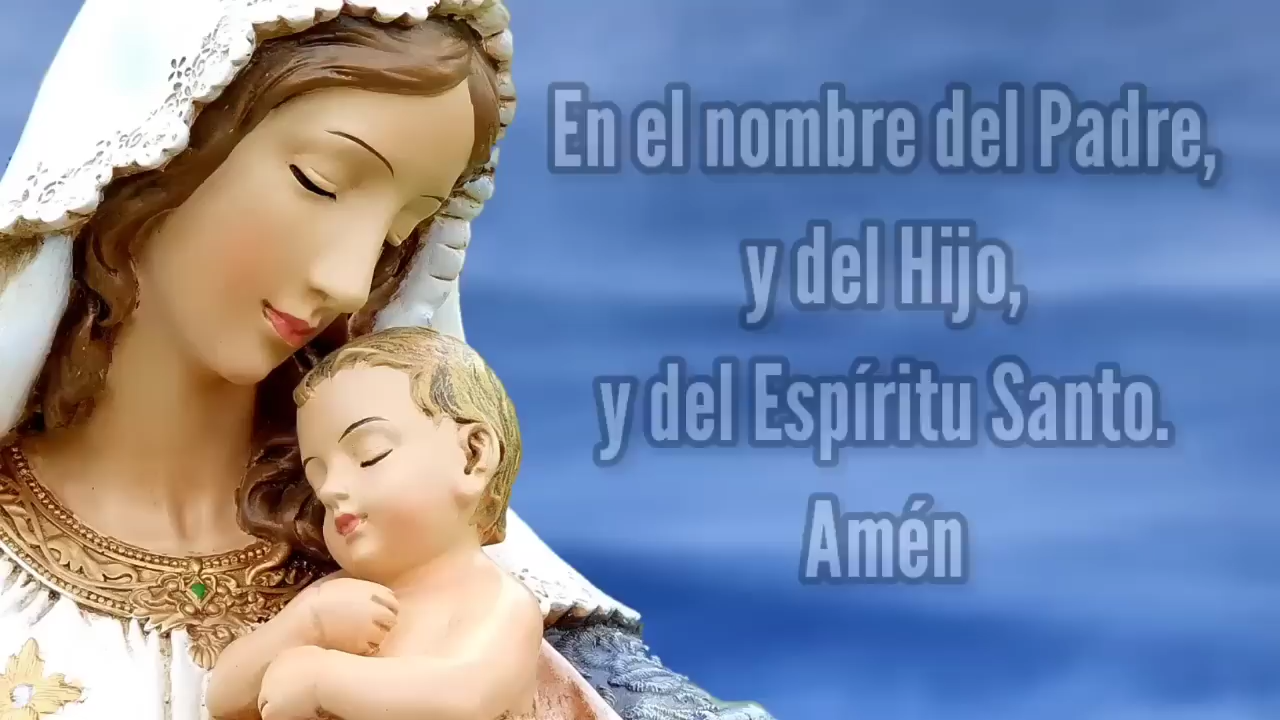 En el nombre del Padre,
y del Hijo,
y del Espíritu Santo.
Amén